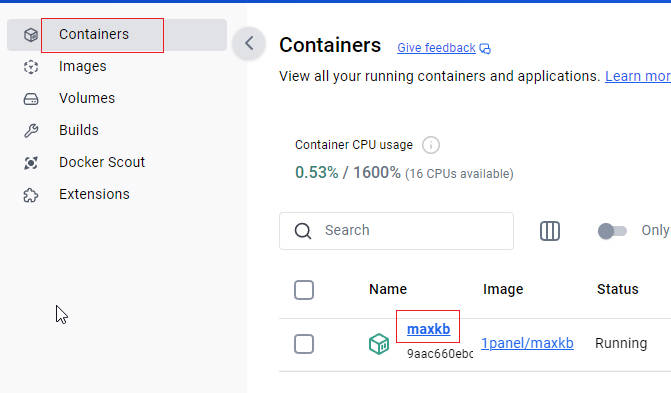 Containers
Images
Volumes
Builds
Docker Scout
Extensions
Containers Give feedback
View all your running containers and applications. Learn mor
Container CPU usage
0.53% / 1600% (16 CPUs available)
Search Only
Name Image Status
maxkb 1panel/maxkb Running
9aac660ebc